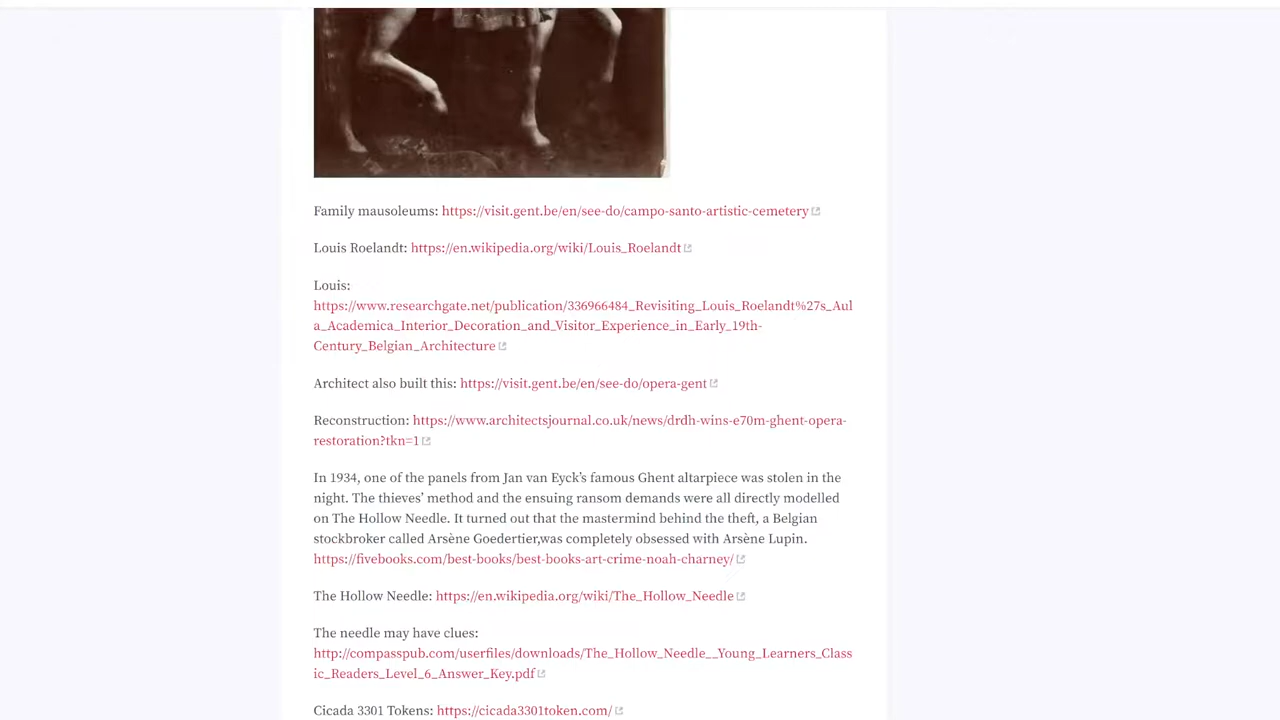 Family mausoleums: https://visit.gent.be/en/see-do/campo-santo-artistic-cemetery
Louis Roelandt: https://en.wikipedia.org/wiki/Louis_Roelandt
Louis:
https://www.researchgate.net/publication/336966484_Revisiting_Louis_Roelandt%27s_Aul
a_Academica_Interior_Decoration_and_Visitor_Experience_in_Early_19th-
Century_Belgian_Architecture
Architect also built this: https://visit.gent.be/en/see-do/opera-gent
Reconstruction: https://www.architectsjournal.co.uk/news/drdh-wins-e70m-ghent-opera-
restoration?tkn=1
In 1934, one of the panels from Jan van Eyck’s famous Ghent altarpiece was stolen in the
night. The thieves’ method and the ensuing ransom demands were all directly modelled
on The Hollow Needle. It turned out that the mastermind behind the theft, a Belgian
stockbroker called Arsène Goedertier,was completely obsessed with Arsène Lupin.
https://fivebooks.com/best-books/best-books-art-crime-noah-charney/
The Hollow Needle: https://en.wikipedia.org/wiki/The_Hollow_Needle
The needle may have clues:
http://compasspub.com/userfiles/downloads/The_Hollow_Needle__Young_Learners_Class
ic_Readers_Level_6_Answer_Key.pdf
Cicada 3301 Tokens: https://cicada3301token.com/